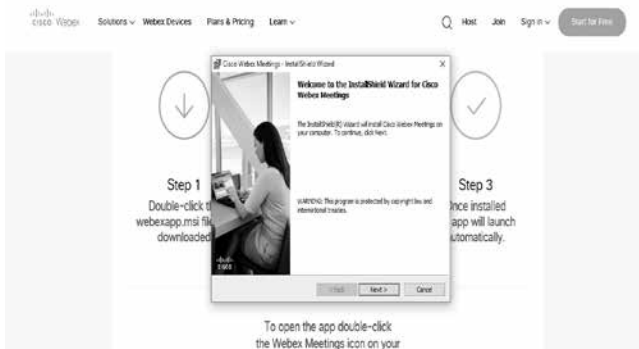 cisco Webex Solutions Webex Devices Plans & Pricing Learn Host Join Sign in Start for Free
Cisco Webex Meetings - InstallShield Wizard
Welcome to the InstallShield Wizard for Cisco
Webex Meetings
The InstallShield(R) Wizard will install Cisco Webex Meetings on
your computer. To continue, click Next.
WARNING: This program is protected by copyright law and
international treaties.
CISCO
< Back Next > Cancel
Step 1
Double-click t
webexapp.msi fil
downloaded
Step 3
Once installed
app will launch
utomatically.
To open the app double-click
the Webex Meetings icon on your